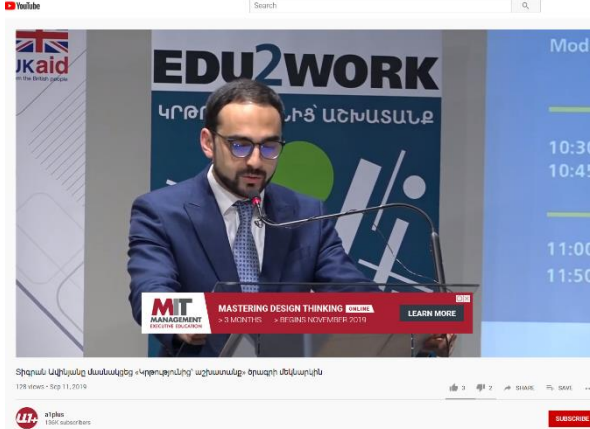 YouTube
Search
UKaid
from the British people
EDU2WORK
ԱՇԽԱՏԱՆՔ
Mod
10:30
10:45
11:00
11:50
MIT
MANAGEMENT
EXECUTIVE EDUCATION
MASTERING DESIGN THINKING ONLINE
> 3 MONTHS > BEGINS NOVEMBER 2019
LEARN MORE
Տիգրան Ավինյանը մասնակցեց «Կրթությունից՝ աշխատանք» ծրագրի մեկնարկին
128 views • Sep 11, 2019
3 2 SHARE SAVE ...
Ա1+
a1plus
156K subscribers
SUBSCRIBE